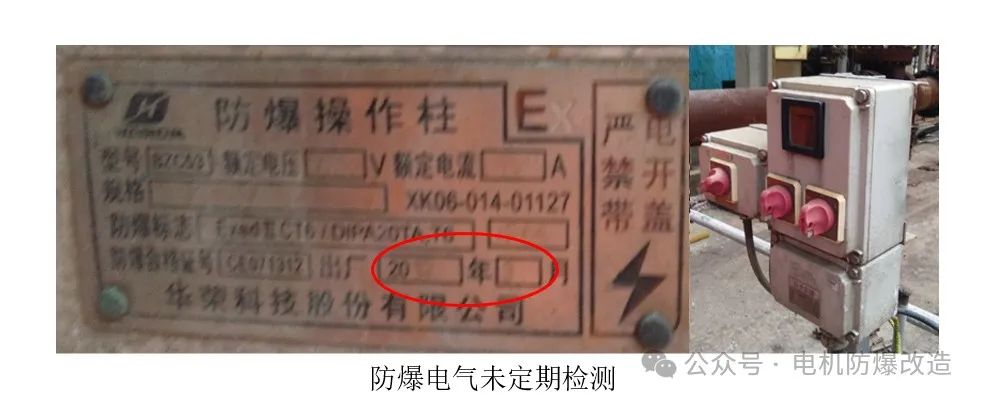 防爆操作柱
Ex
型号 BZC53 额定电压 V 额定电流 A
规格 XK06-014-01127
防爆标志
防爆合格证号 CE071312 出厂 20 年 月
华荣科技股份有限公司
严禁带
电开盖
公众号·电机防爆改造
防爆电气未定期检测